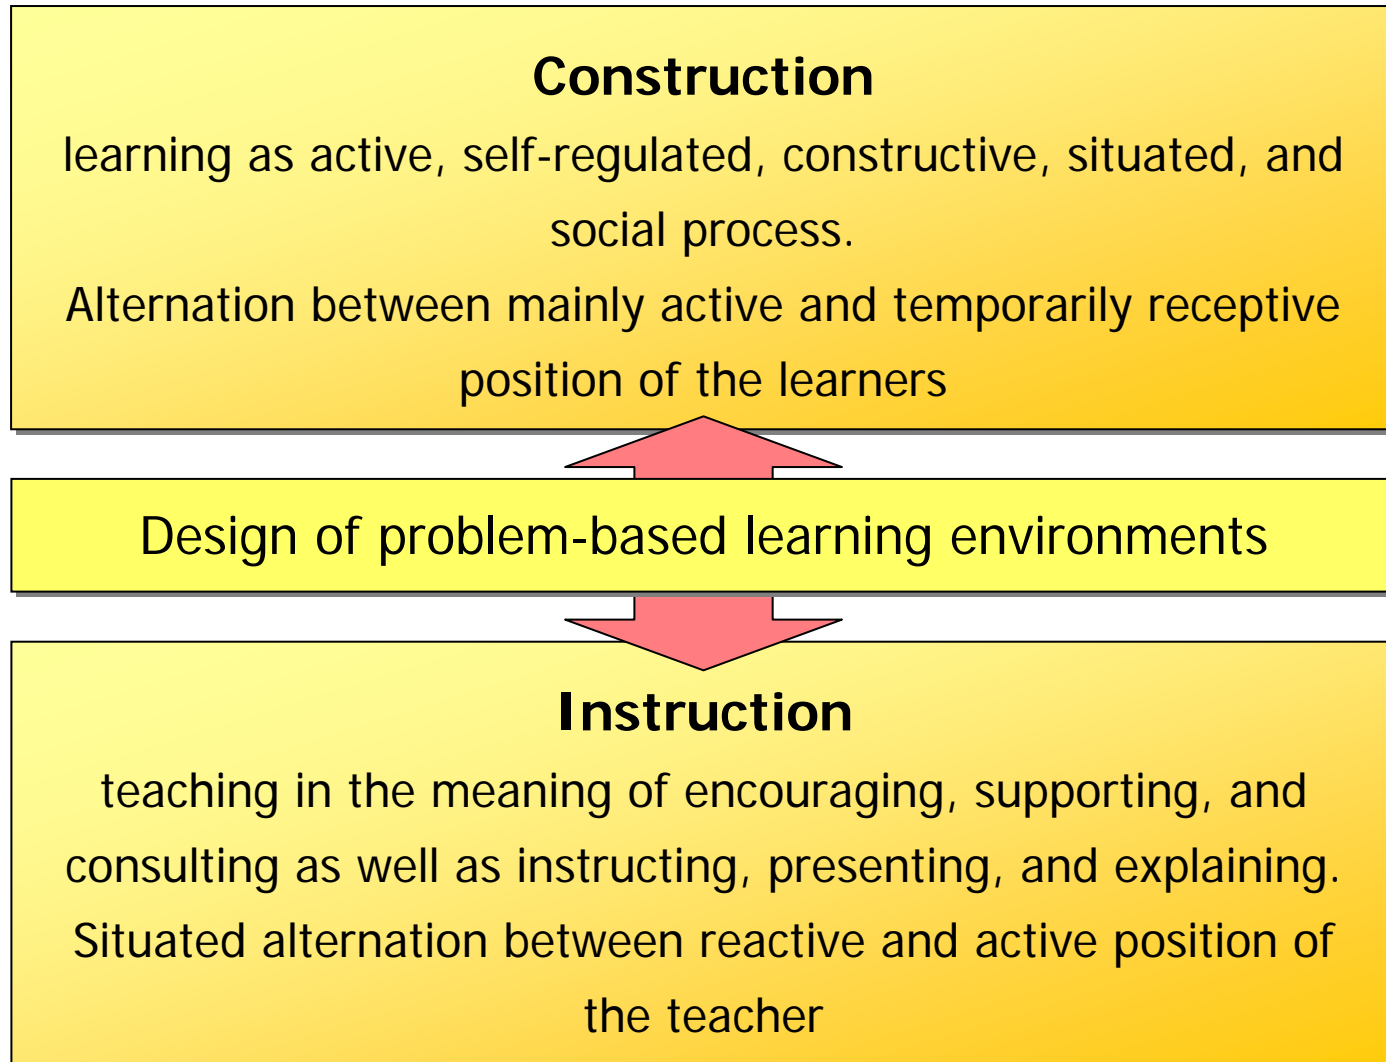 Construction
learning as active, self-regulated, constructive, situated, and
social process.
Alternation between mainly active and temporarily receptive
position of the learners
Design of problem-based learning environments
Instruction
teaching in the meaning of encouraging, supporting, and
consulting as well as instructing, presenting, and explaining.
Situated alternation between reactive and active position of
the teacher